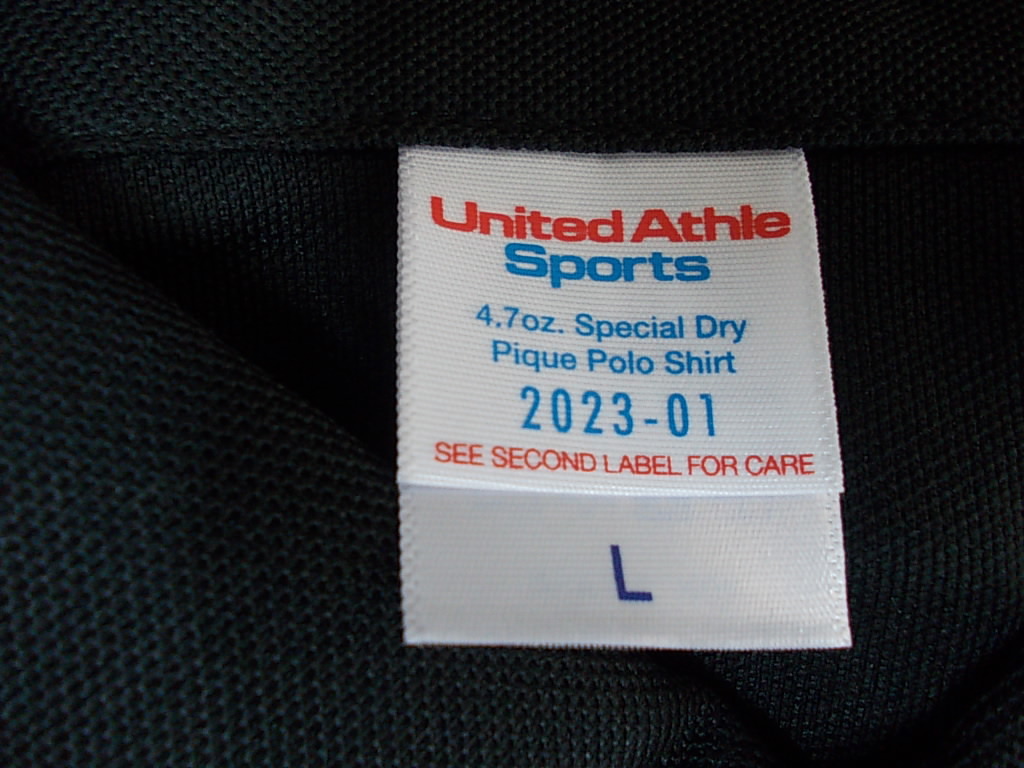 United Athle
Sports
4.7oz. Special Dry
Pique Polo Shirt
2023-01
SEE SECOND LABEL FOR CARE
L